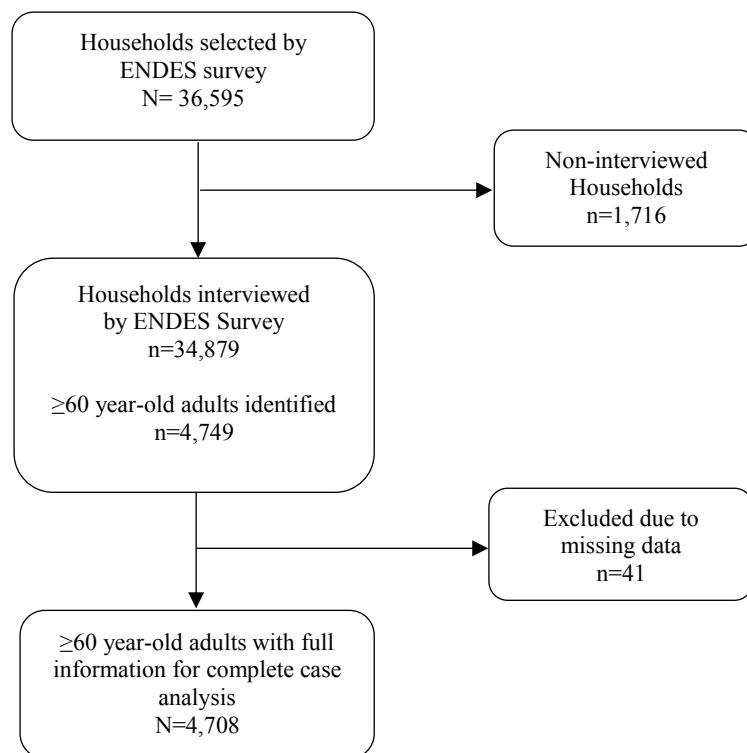 Households selected by
ENDES survey
N= 36,595
Non-interviewed
Households
n=1,716
Households interviewed
by ENDES Survey
n=34,879
≥60 year-old adults identified
n=4,749
Excluded due to
missing data
n=41
≥60 year-old adults with full
information for complete case
analysis
N=4,708